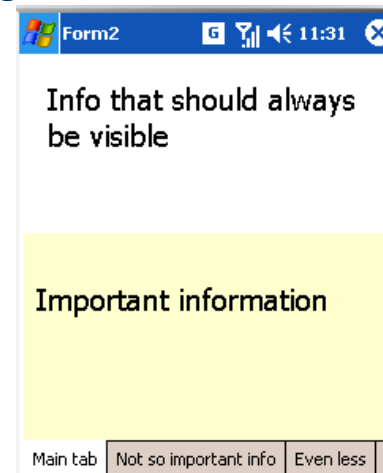 Form2 G 11:31
Info that should always
be visible
Important information
Main tab Not so important info Even less